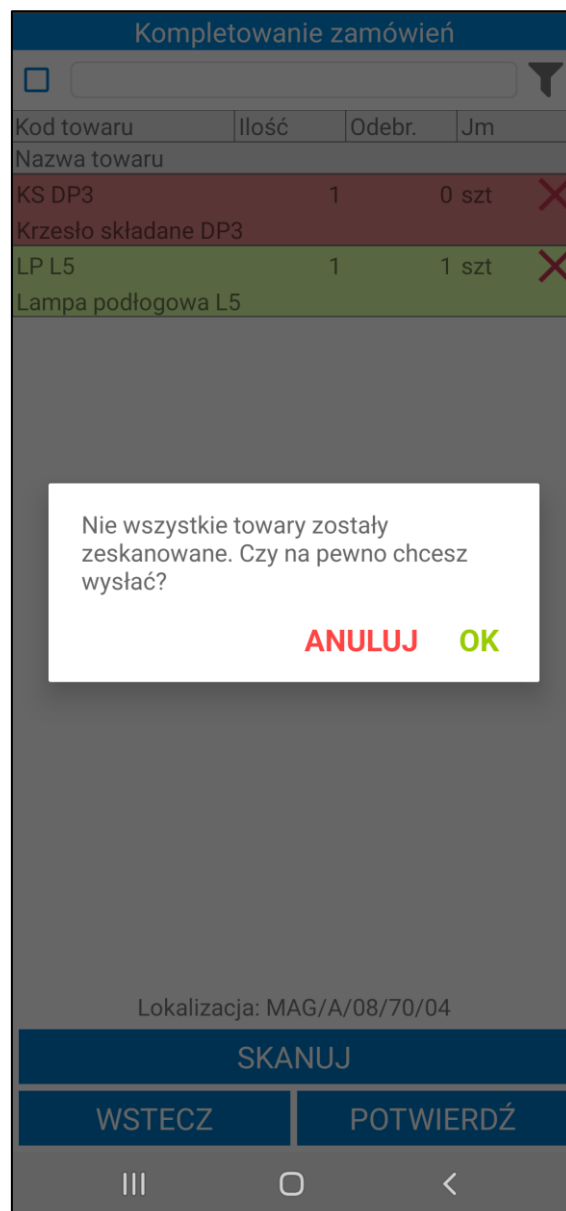 Kompletowanie zamówień
Kod towaru Ilość Odebr. Jm
Nazwa towaru
KS DP3 1 0 szt
Krzesło składane DP3
LP L5 1 1 szt
Lampa podłogowa L5
Nie wszystkie towary zostały
zeskanowane. Czy na pewno chcesz
wysłać?
ANULUJ OK
Lokalizacja: MAG/A/08/70/04
SKANUJ
WSTECZ POTWIERDŹ